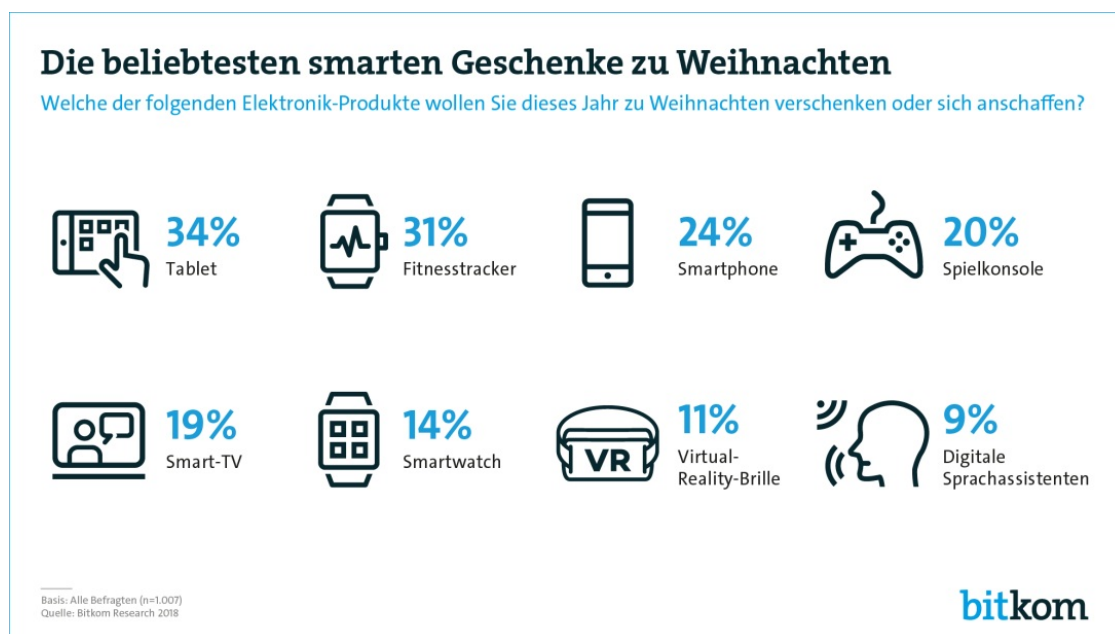 Die beliebtesten smarten Geschenke zu Weihnachten
Welche der folgenden Elektronik-Produkte wollen Sie dieses Jahr zu Weihnachten verschenken oder sich anschaffen?
34%
Tablet
31%
Fitnesstracker
24%
Smartphone
20%
Spielkonsole
19%
Smart-TV
14%
Smartwatch
VR
11%
Virtual-
Reality-Brille
9%
Digitale
Sprachassistenten
Basis: Alle Befragten (n=1.007)
Quelle: Bitkom Research 2018
bitkom